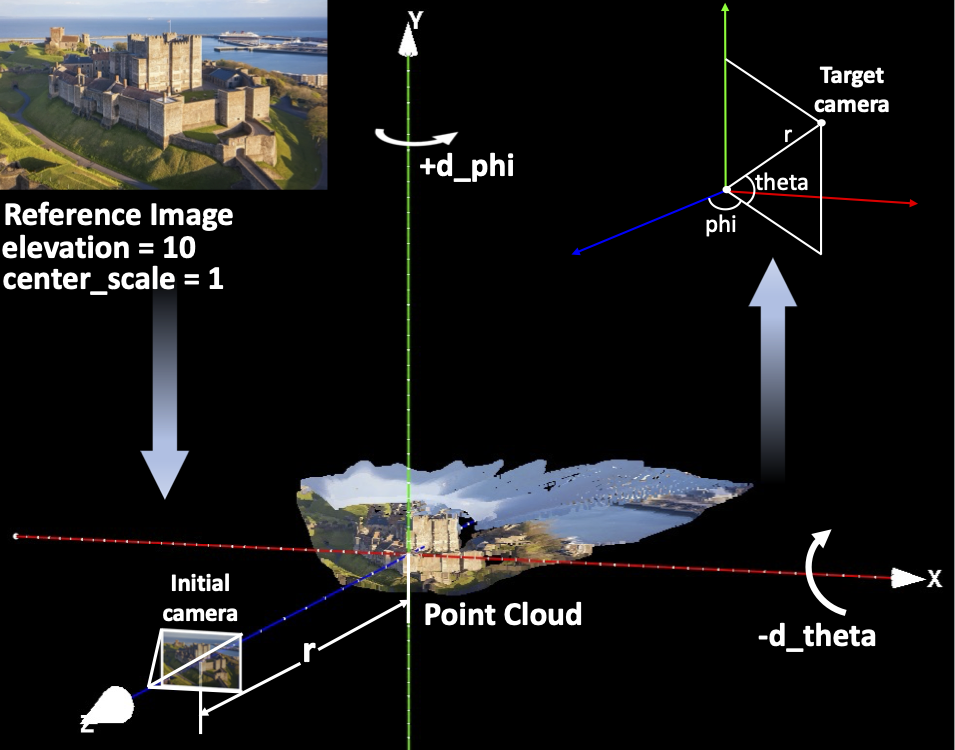 Y
Target
camera
r
+d_phi
theta
phi
Reference Image
elevation = 10
center_scale = 1
Initial
camera
X
Point Cloud
-d_theta
r
Z